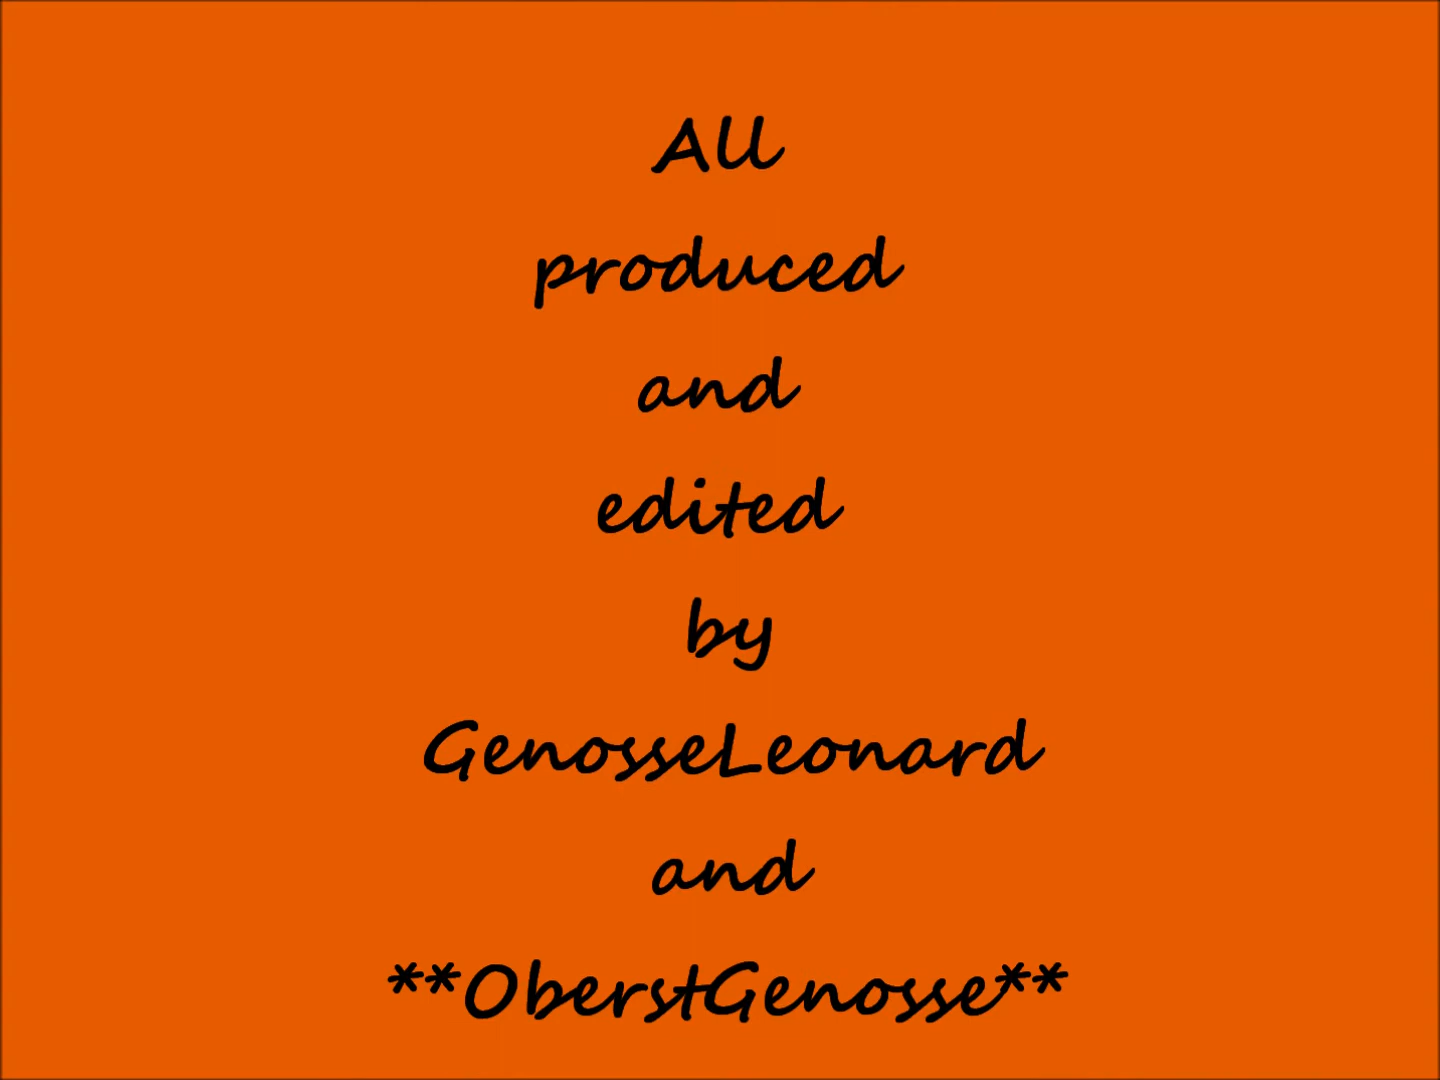 All
produced
and
edited
by
GenosseLeonard
and
**OberstGenosse**